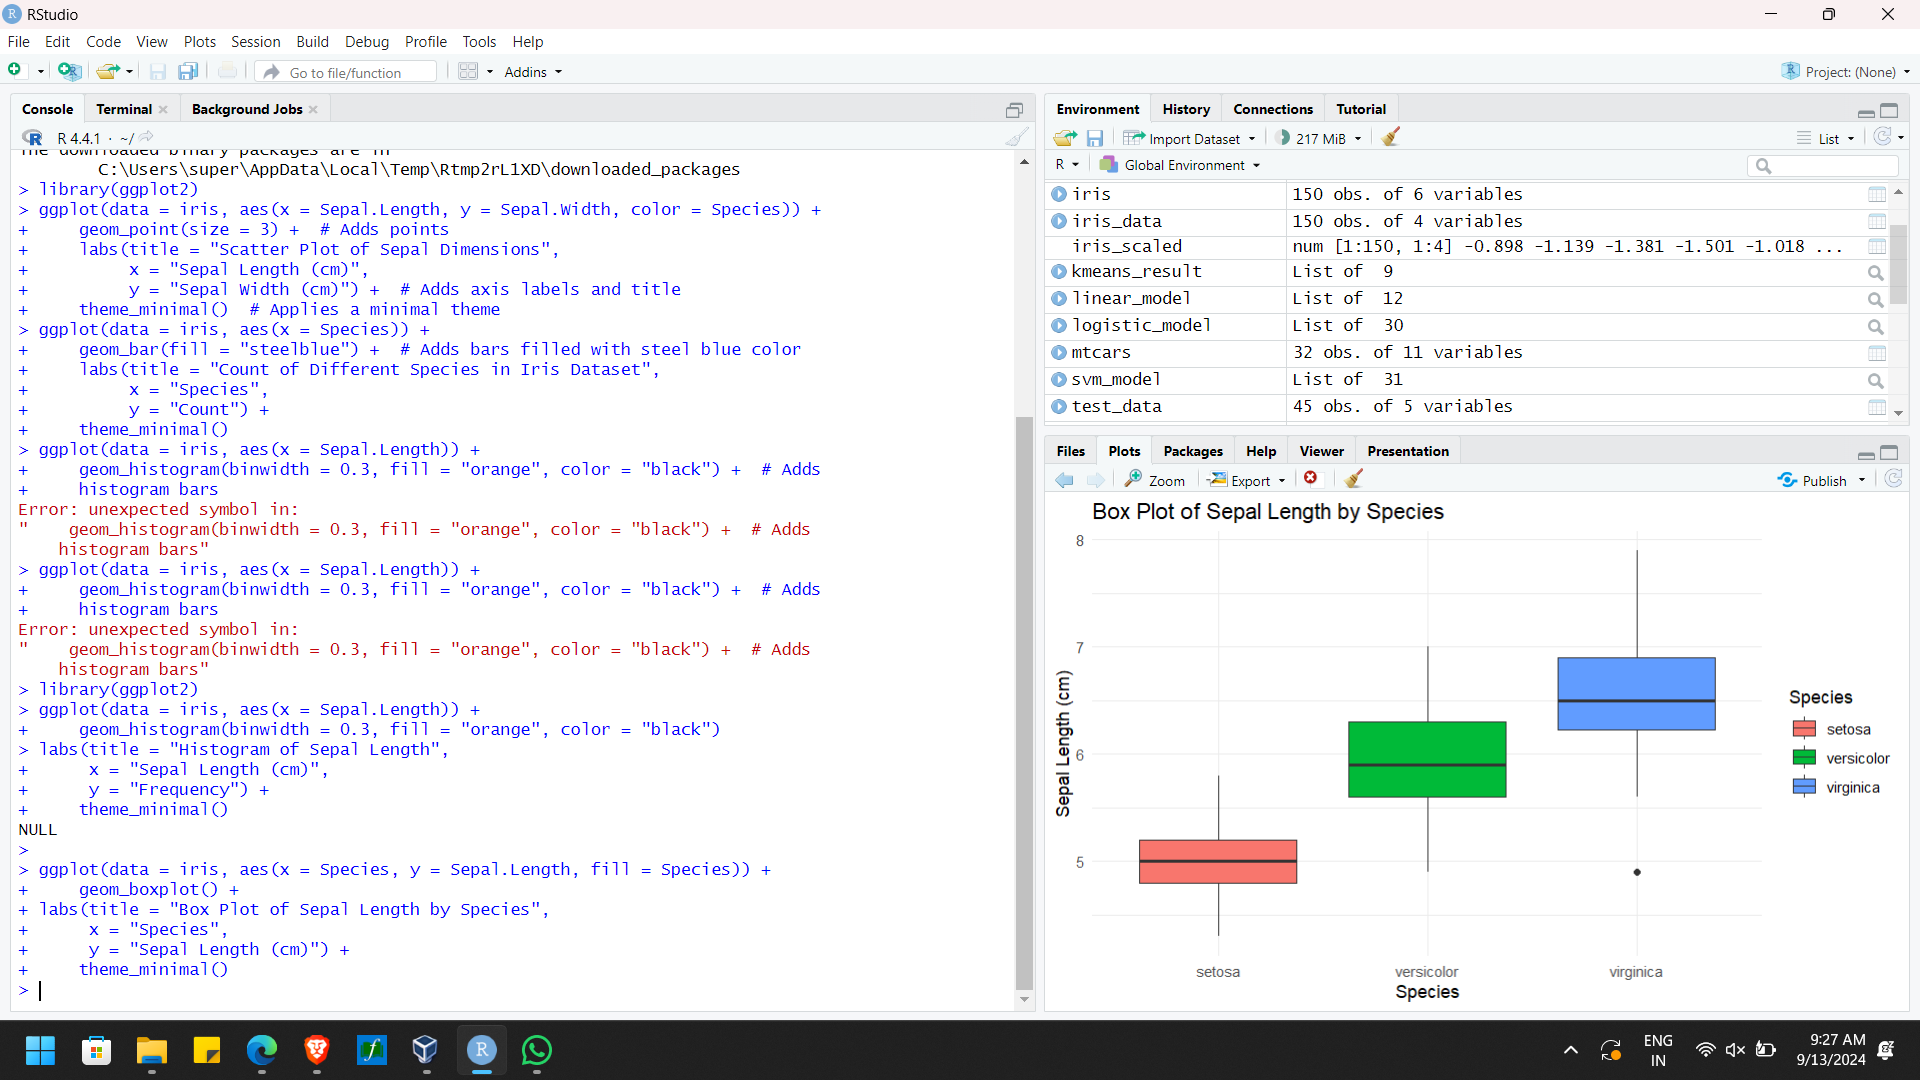 RStudio
File Edit Code View Plots Session Build Debug Profile Tools Help
Go to file/function
Addins
Project: (None)
Console Terminal Background Jobs
R 4.4.1 · ~/
The downloaded binary packages are in
C:\Users\super\AppData\Local\Temp\Rtmp2rL1XD\downloaded_packages
> library(ggplot2)
> ggplot(data = iris, aes(x = Sepal.Length, y = Sepal.Width, color = Species)) +
+     geom_point(size = 3) +  # Adds points
+     labs(title = "Scatter Plot of Sepal Dimensions",
+          x = "Sepal Length (cm)",
+          y = "Sepal Width (cm)") +  # Adds axis labels and title
+     theme_minimal()  # Applies a minimal theme
> ggplot(data = iris, aes(x = Species)) +
+     geom_bar(fill = "steelblue") +  # Adds bars filled with steel blue color
+     labs(title = "Count of Different Species in Iris Dataset",
+          x = "Species",
+          y = "Count") +
+     theme_minimal()
> ggplot(data = iris, aes(x = Sepal.Length)) +
+     geom_histogram(binwidth = 0.3, fill = "orange", color = "black") +  # Adds
+     histogram bars
Error: unexpected symbol in:
"    geom_histogram(binwidth = 0.3, fill = "orange", color = "black") +  # Adds
    histogram bars"
> ggplot(data = iris, aes(x = Sepal.Length)) +
+     geom_histogram(binwidth = 0.3, fill = "orange", color = "black") +  # Adds
+     histogram bars
Error: unexpected symbol in:
"    geom_histogram(binwidth = 0.3, fill = "orange", color = "black") +  # Adds
    histogram bars"
> library(ggplot2)
> ggplot(data = iris, aes(x = Sepal.Length)) +
+     geom_histogram(binwidth = 0.3, fill = "orange", color = "black")
> labs(title = "Histogram of Sepal Length",
+      x = "Sepal Length (cm)",
+      y = "Frequency") +
+     theme_minimal()
NULL
>
> ggplot(data = iris, aes(x = Species, y = Sepal.Length, fill = Species)) +
+     geom_boxplot() +
+ labs(title = "Box Plot of Sepal Length by Species",
+      x = "Species",
+      y = "Sepal Length (cm)") +
+     theme_minimal()
>
Environment History Connections Tutorial
Import Dataset 217 MiB List
R Global Environment
iris 150 obs. of 6 variables
iris_data 150 obs. of 4 variables
iris_scaled num [1:150, 1:4] -0.898 -1.139 -1.381 -1.501 -1.018 ...
kmeans_result List of 9
linear_model List of 12
logistic_model List of 30
mtcars 32 obs. of 11 variables
svm_model List of 31
test_data 45 obs. of 5 variables
Files Plots Packages Help Viewer Presentation
Zoom Export Publish
Box Plot of Sepal Length by Species
8
7
6
5
Sepal Length (cm)
setosa versicolor virginica
Species
Species
setosa
versicolor
virginica
ENG
IN
9:27 AM
9/13/2024